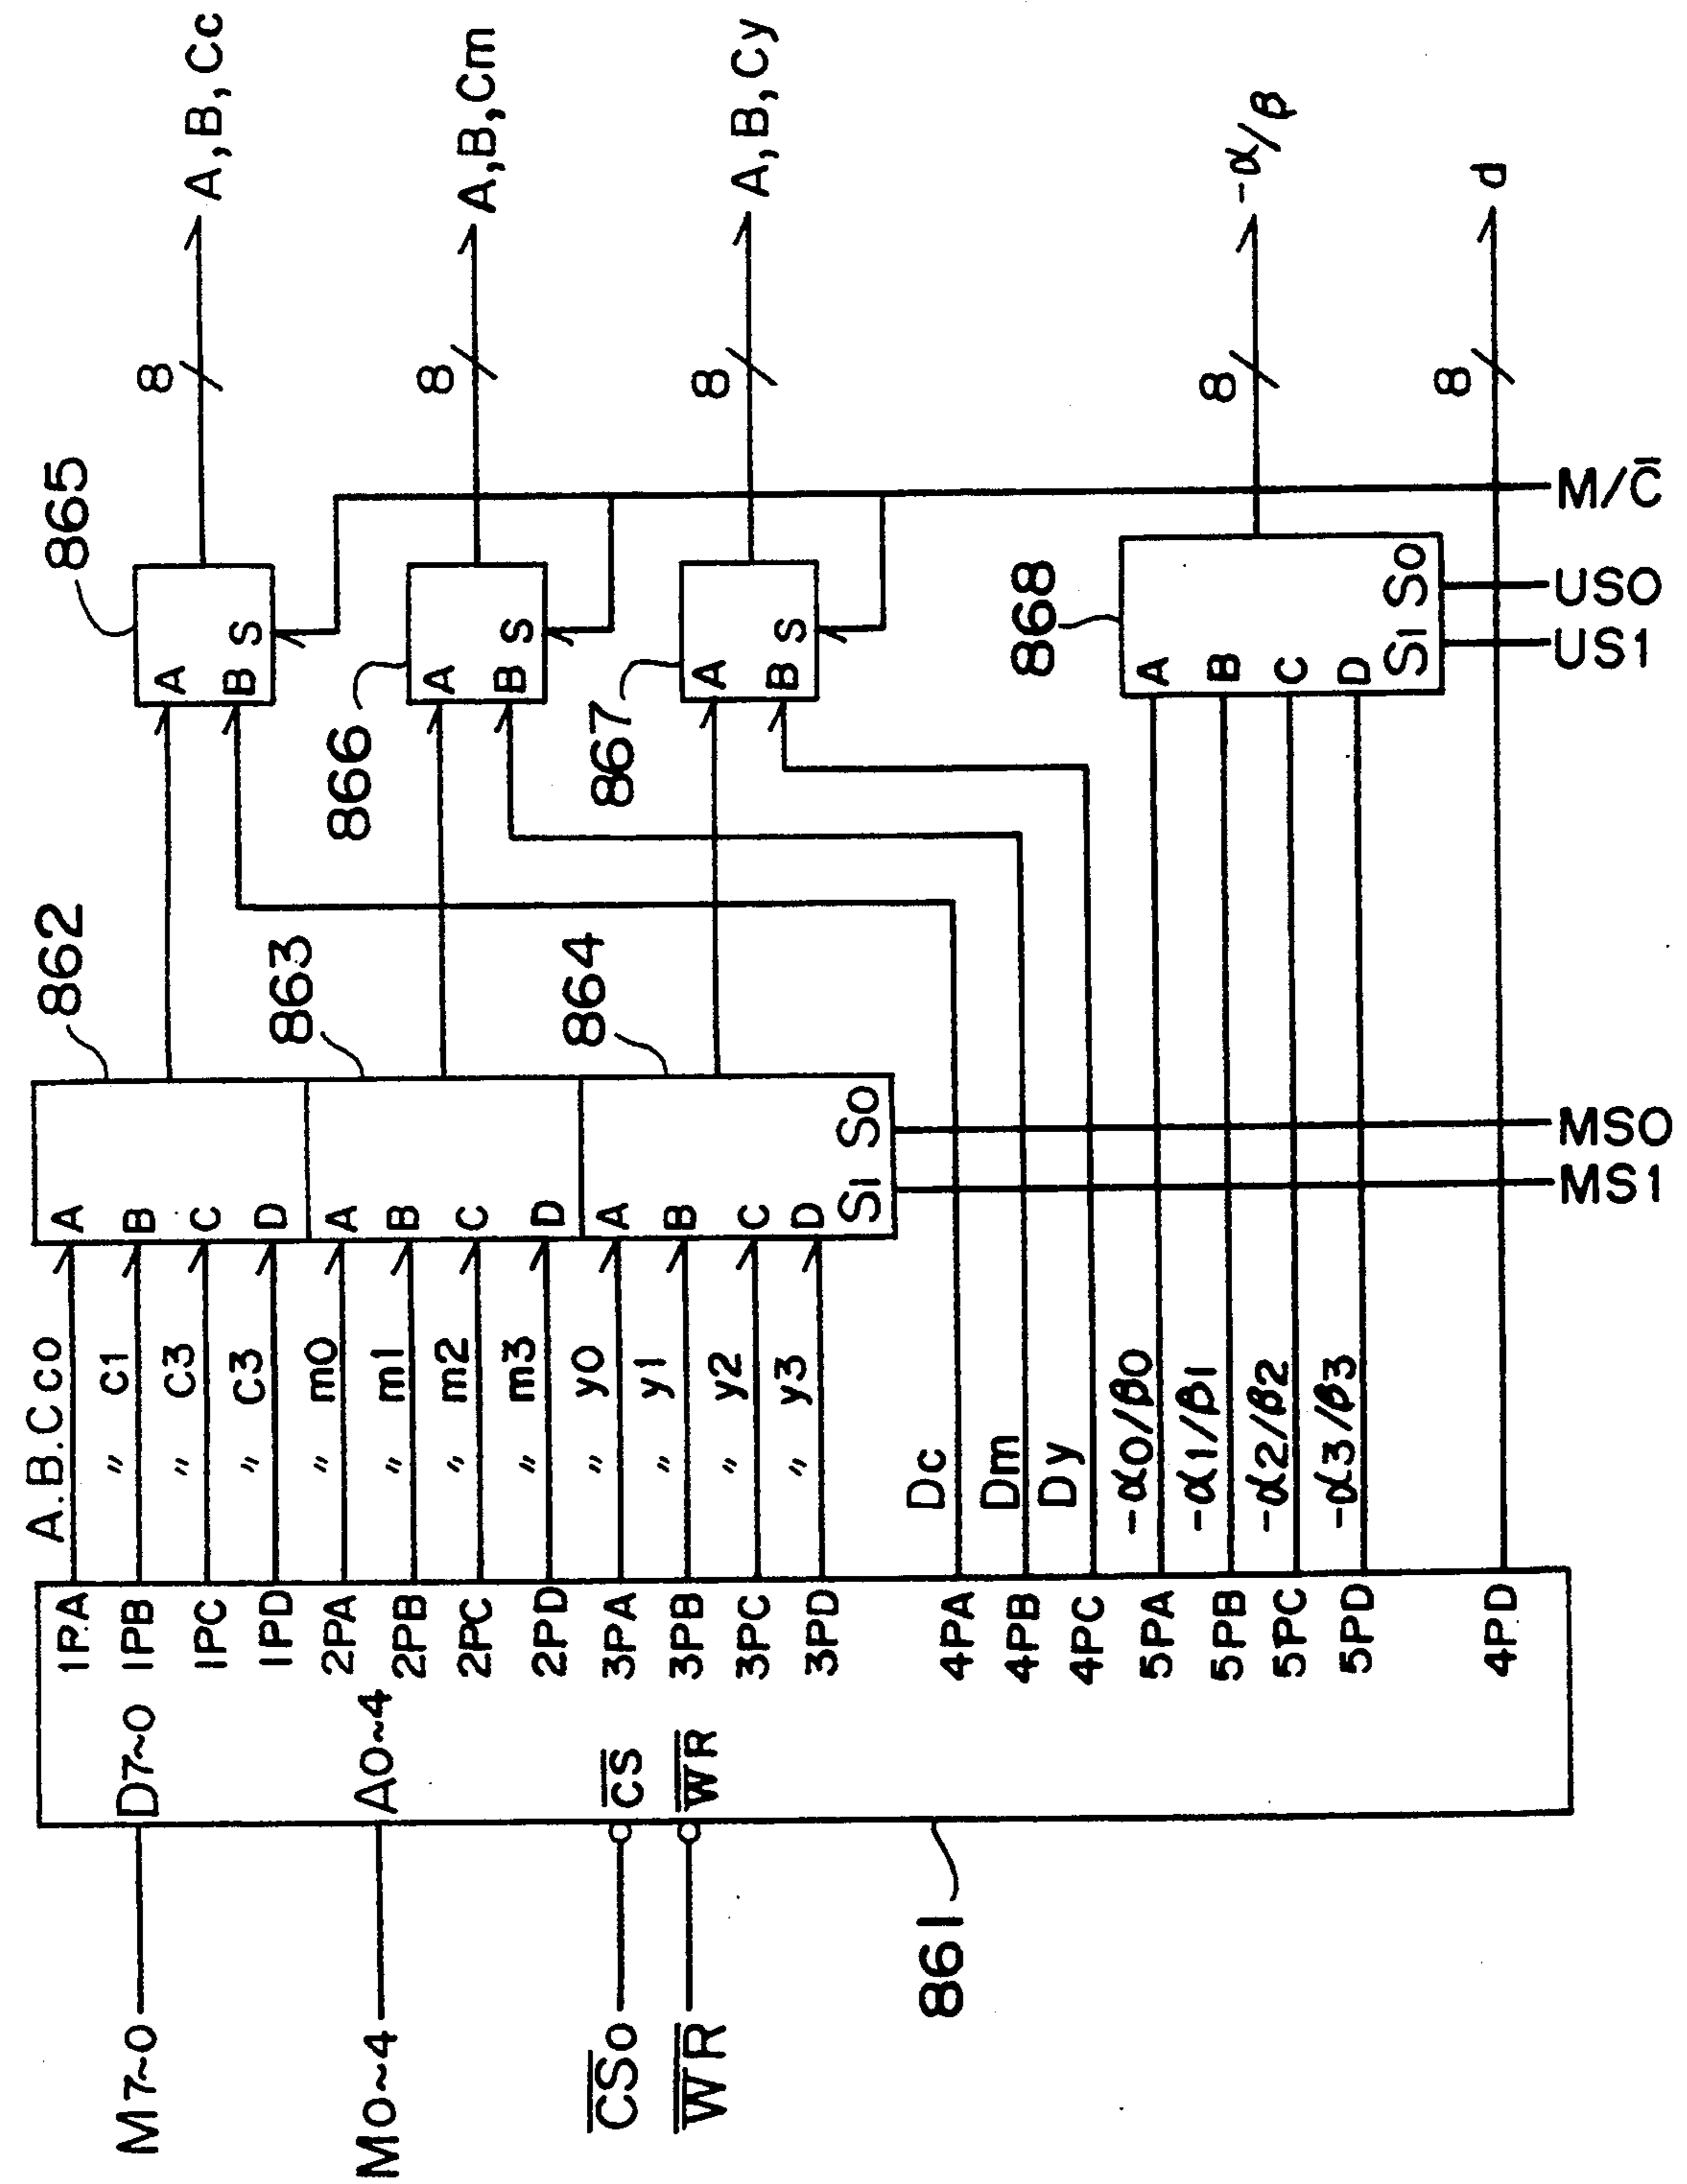 M7~0
M0~4
CS0
WR
861
D7~0
A0~4
CS
WR
1PA
1PB
1PC
1PD
2PA
2PB
2PC
2PD
3PA
3PB
3PC
3PD
4PA
4PB
4PC
5PA
5PB
5PC
5PD
4PD
A.B.Cc0
" c1
" c3
" c3
" m0
" m1
" m2
" m3
" y0
" y1
" y2
" y3
Dc
Dm
Dy
-α0/β0
-α1/β1
-α2/β2
-α3/β3
862
863
864
A
B
C
D
A
B
C
D
A
B
C
D
S1 S0
MS0
MS1
865
A
B
S
866
A
B
S
867
A
B
S
868
A
B
C
D
S1 S0
M/C̅
US0
US1
8
A,B,Cc
8
A,B,Cm
8
A,B,Cy
8
-α/β
8
d